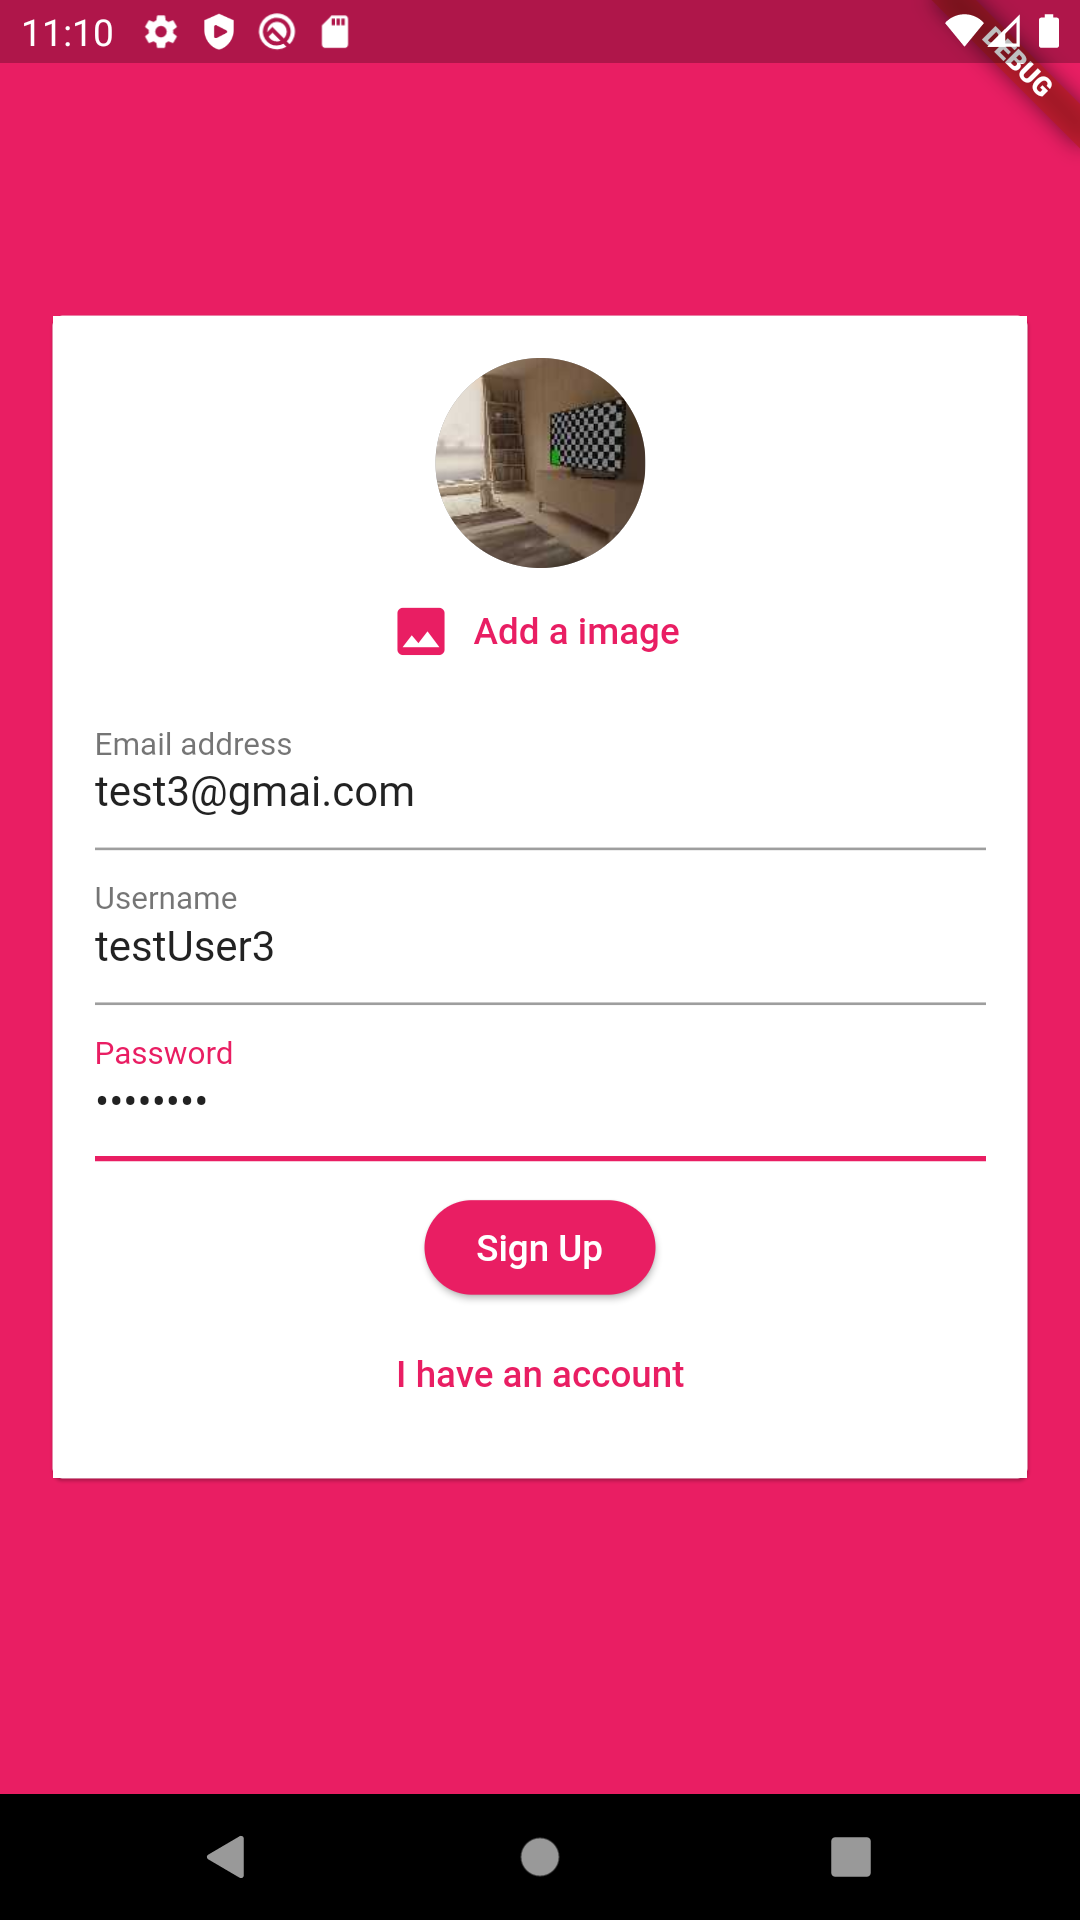 11:10
DEBUG
Add a image
Email address
test3@gmai.com
Username
testUser3
Password
••••••••
Sign Up
I have an account